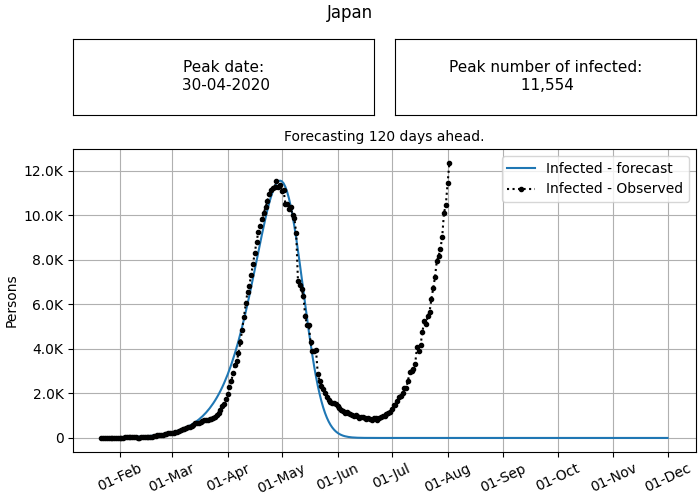 Japan
Peak date:
30-04-2020
Peak number of infected:
11,554
Forecasting 120 days ahead.
Infected - forecast
Infected - Observed
Persons
12.0K
10.0K
8.0K
6.0K
4.0K
2.0K
0
01-Feb
01-Mar
01-Apr
01-May
01-Jun
01-Jul
01-Aug
01-Sep
01-Oct
01-Nov
01-Dec